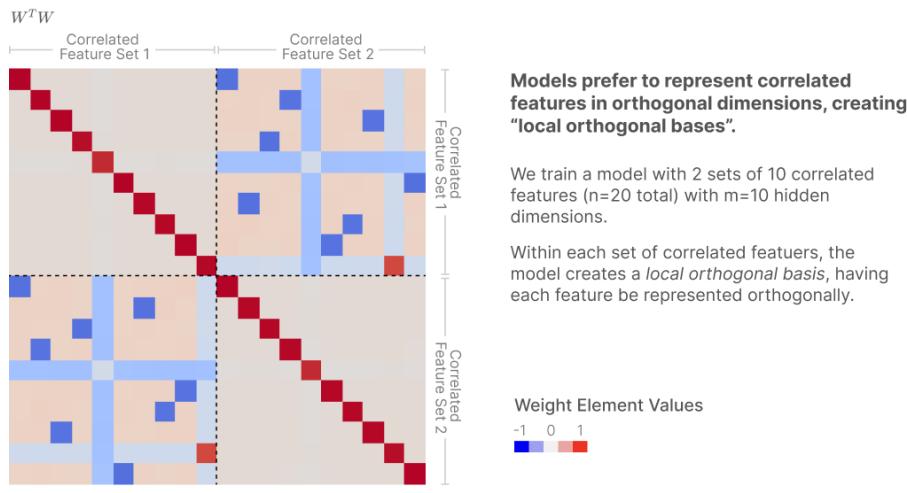 WᵀW
Correlated
Feature Set 1
Correlated
Feature Set 2
Correlated
Feature Set 1
Correlated
Feature Set 2
Models prefer to represent correlated
features in orthogonal dimensions, creating
“local orthogonal bases”.
We train a model with 2 sets of 10 correlated
features (n=20 total) with m=10 hidden
dimensions.
Within each set of correlated featuers, the
model creates a local orthogonal basis, having
each feature be represented orthogonally.
Weight Element Values
-1 0 1